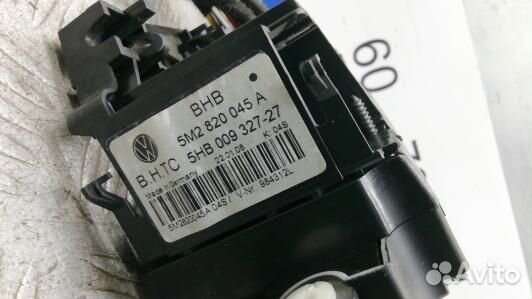 BHB
5M2 820 045 A
B.H.TC 5HB 009 327-27
Made in Germany 22.01.08 K 04S
5M2820045A 04S / V-Nr. 984312L
60
Avito